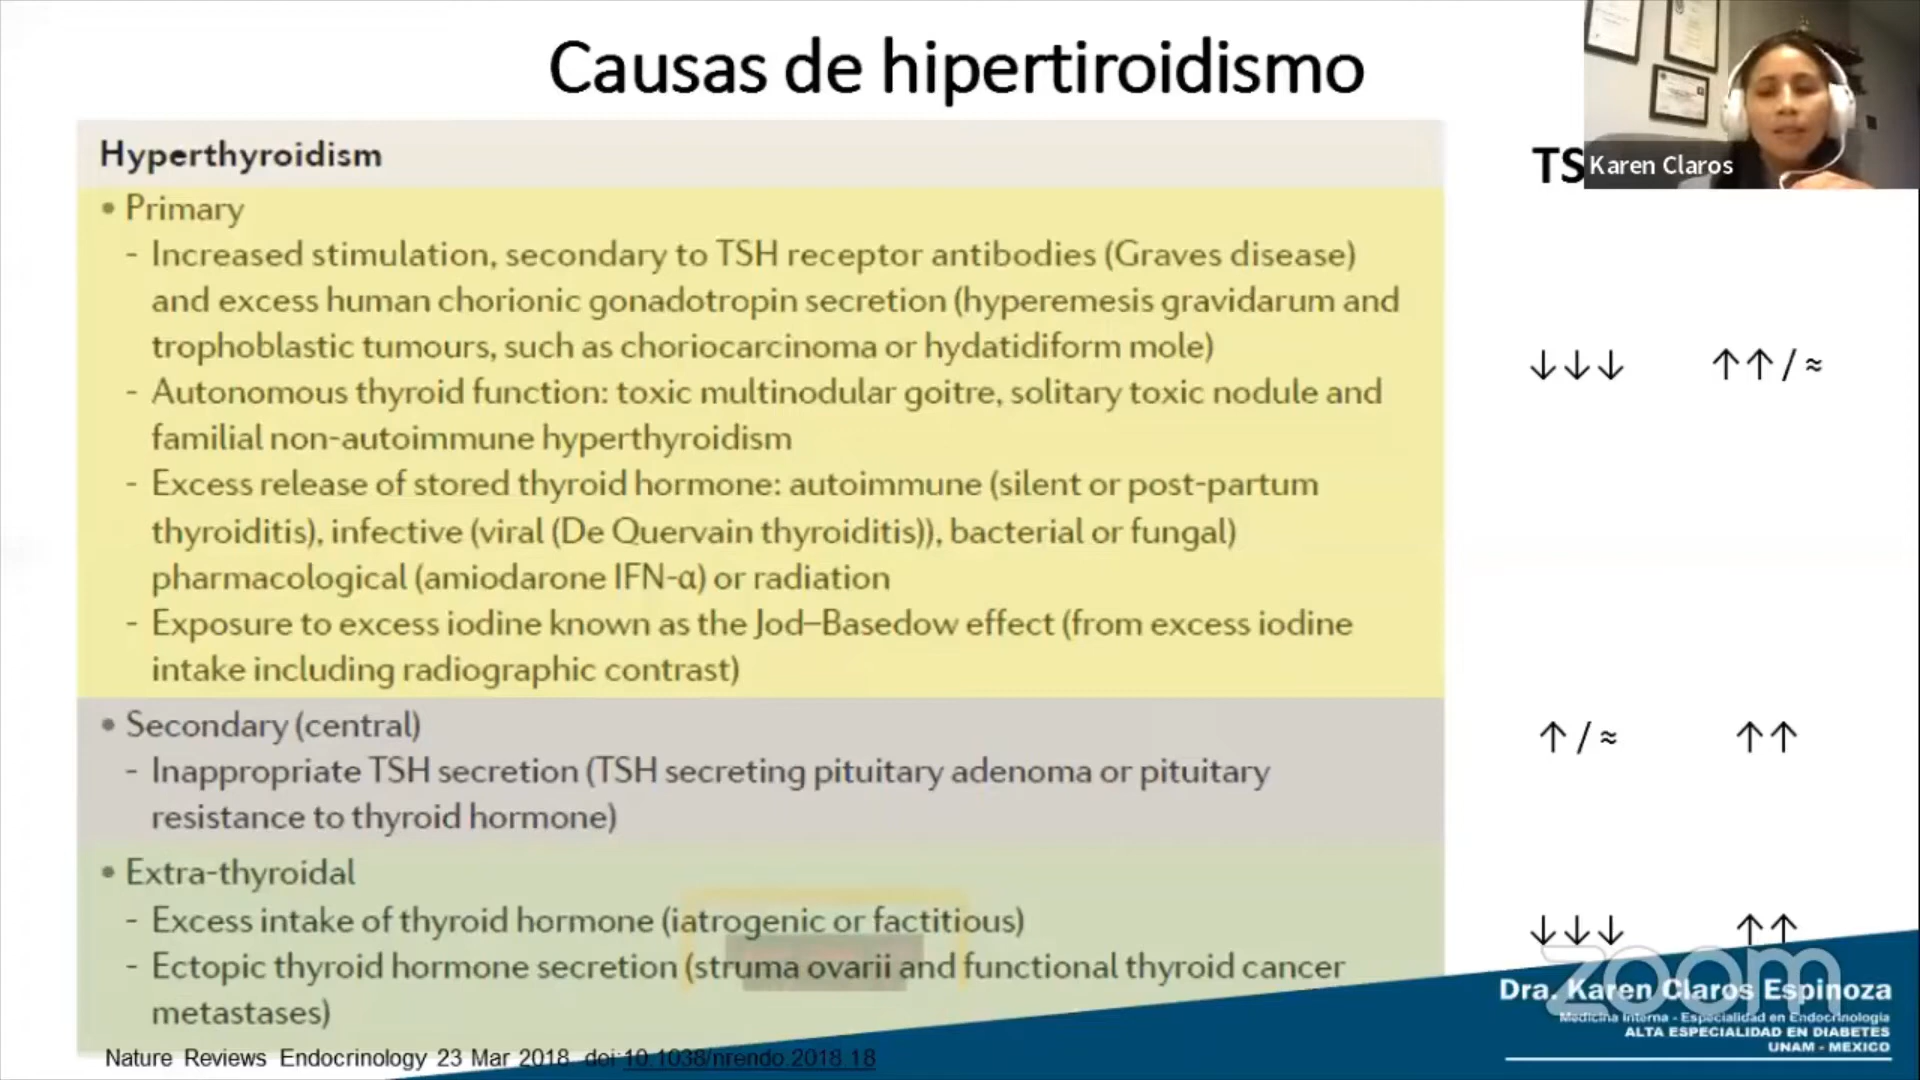 Causas de hipertiroidismo
Hyperthyroidism
TS
Karen Claros
• Primary
- Increased stimulation, secondary to TSH receptor antibodies (Graves disease)
and excess human chorionic gonadotropin secretion (hyperemesis gravidarum and
trophoblastic tumours, such as choriocarcinoma or hydatidiform mole)
↓↓↓ ↑↑/≈
- Autonomous thyroid function: toxic multinodular goitre, solitary toxic nodule and
familial non-autoimmune hyperthyroidism
- Excess release of stored thyroid hormone: autoimmune (silent or post-partum
thyroiditis), infective (viral (De Quervain thyroiditis)), bacterial or fungal)
pharmacological (amiodarone IFN-α) or radiation
- Exposure to excess iodine known as the Jod–Basedow effect (from excess iodine
intake including radiographic contrast)
• Secondary (central)
↑/≈ ↑↑
- Inappropriate TSH secretion (TSH secreting pituitary adenoma or pituitary
resistance to thyroid hormone)
• Extra-thyroidal
- Excess intake of thyroid hormone (iatrogenic or factitious)
↓↓↓ ↑↑
- Ectopic thyroid hormone secretion (struma ovarii and functional thyroid cancer
metastases)
zoom
Dra. Karen Claros Espinoza
Medicina Interna - Especialidad en Endocrinología
ALTA ESPECIALIDAD EN DIABETES
UNAM - MEXICO
Nature Reviews Endocrinology 23 Mar 2018 doi:10.1038/nrendo.2018.18